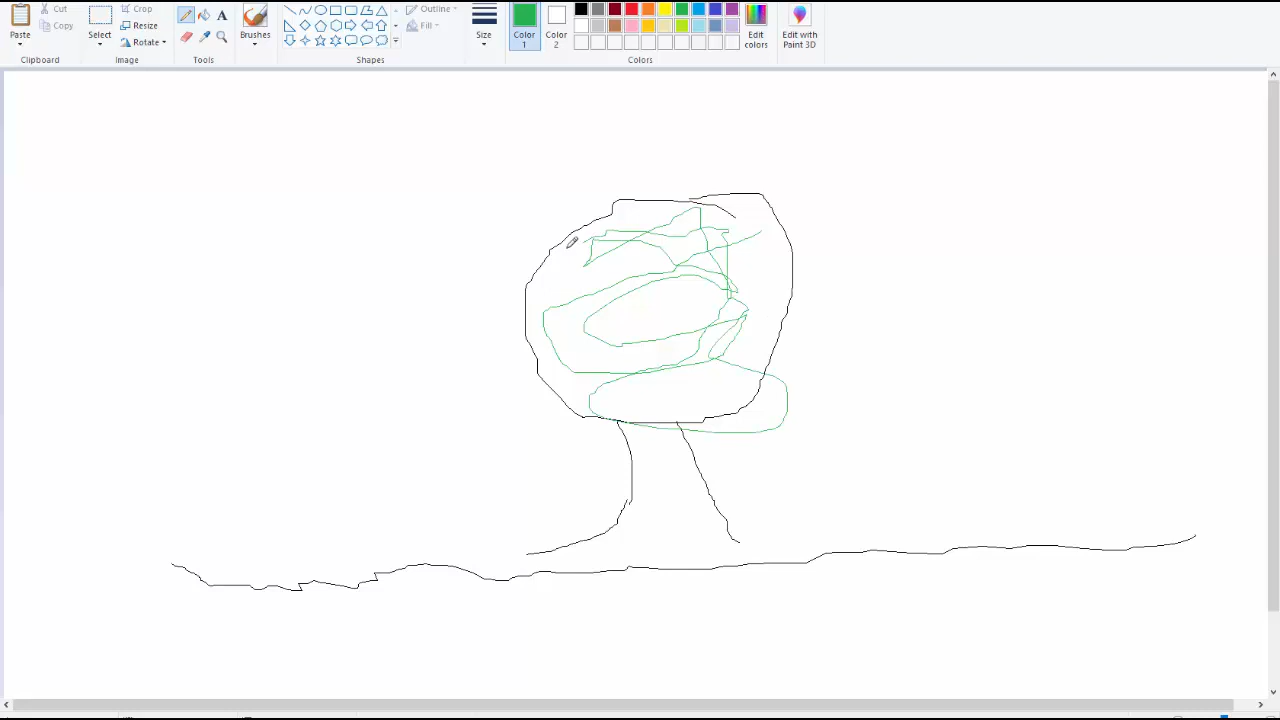 Cut
Copy
Paste
Clipboard
Crop
Resize
Rotate
Select
Image
A
Tools
Brushes
Outline
Fill
Shapes
Size
Color
1
Color
2
Edit
colors
Colors
Edit with
Paint 3D